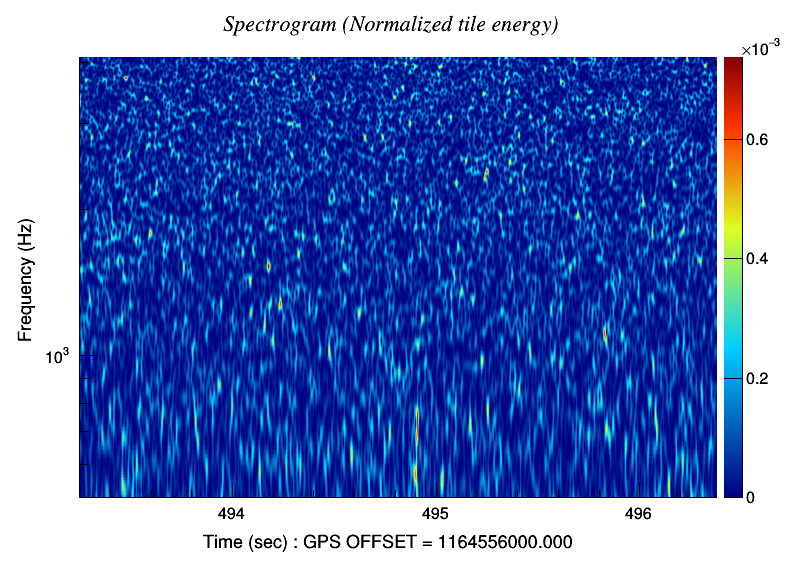 Spectrogram (Normalized tile energy)
×10⁻³
0.6
0.4
0.2
0
Frequency (Hz)
10³
494 495 496
Time (sec) : GPS OFFSET = 1164556000.000